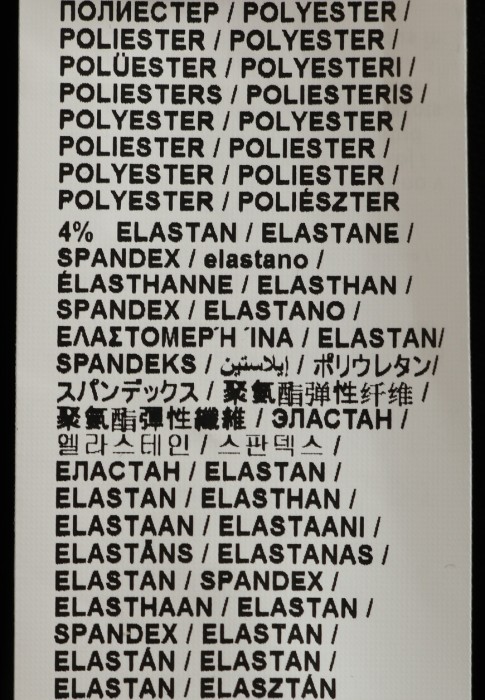 ПОЛИЕСТЕР / POLYESTER /
POLIESTER / POLYESTER /
POLÜESTER / POLYESTERI /
POLIESTERS / POLIESTERIS /
POLYESTER / POLYESTER /
POLIESTER / POLIESTER /
POLYESTER / POLIESTER /
POLYESTER / POLIÉSZTER
4% ELASTAN / ELASTANE /
SPANDEX / elastano /
ÉLASTHANNE / ELASTHAN /
SPANDEX / ELASTANO /
ΕΛΑΣΤΟΜΕΡΉ ΊΝΑ / ELASTAN/
SPANDEKS / إيلاستين / ポリウレタン/
スパンデックス / 聚氨酯弹性纤维 /
聚氨酯彈性纖維 / ЭЛАСТАН /
엘라스테인 / 스판덱스 /
ЕЛАСТАН / ELASTAN /
ELASTAN / ELASTHAN /
ELASTAAN / ELASTAANI /
ELASTĀNS / ELASTANAS /
ELASTAN / SPANDEX /
ELASTHAAN / ELASTAN /
SPANDEX / ELASTAN /
ELASTÁN / ELASTAN /
ELASTAN / ELASZTÁN